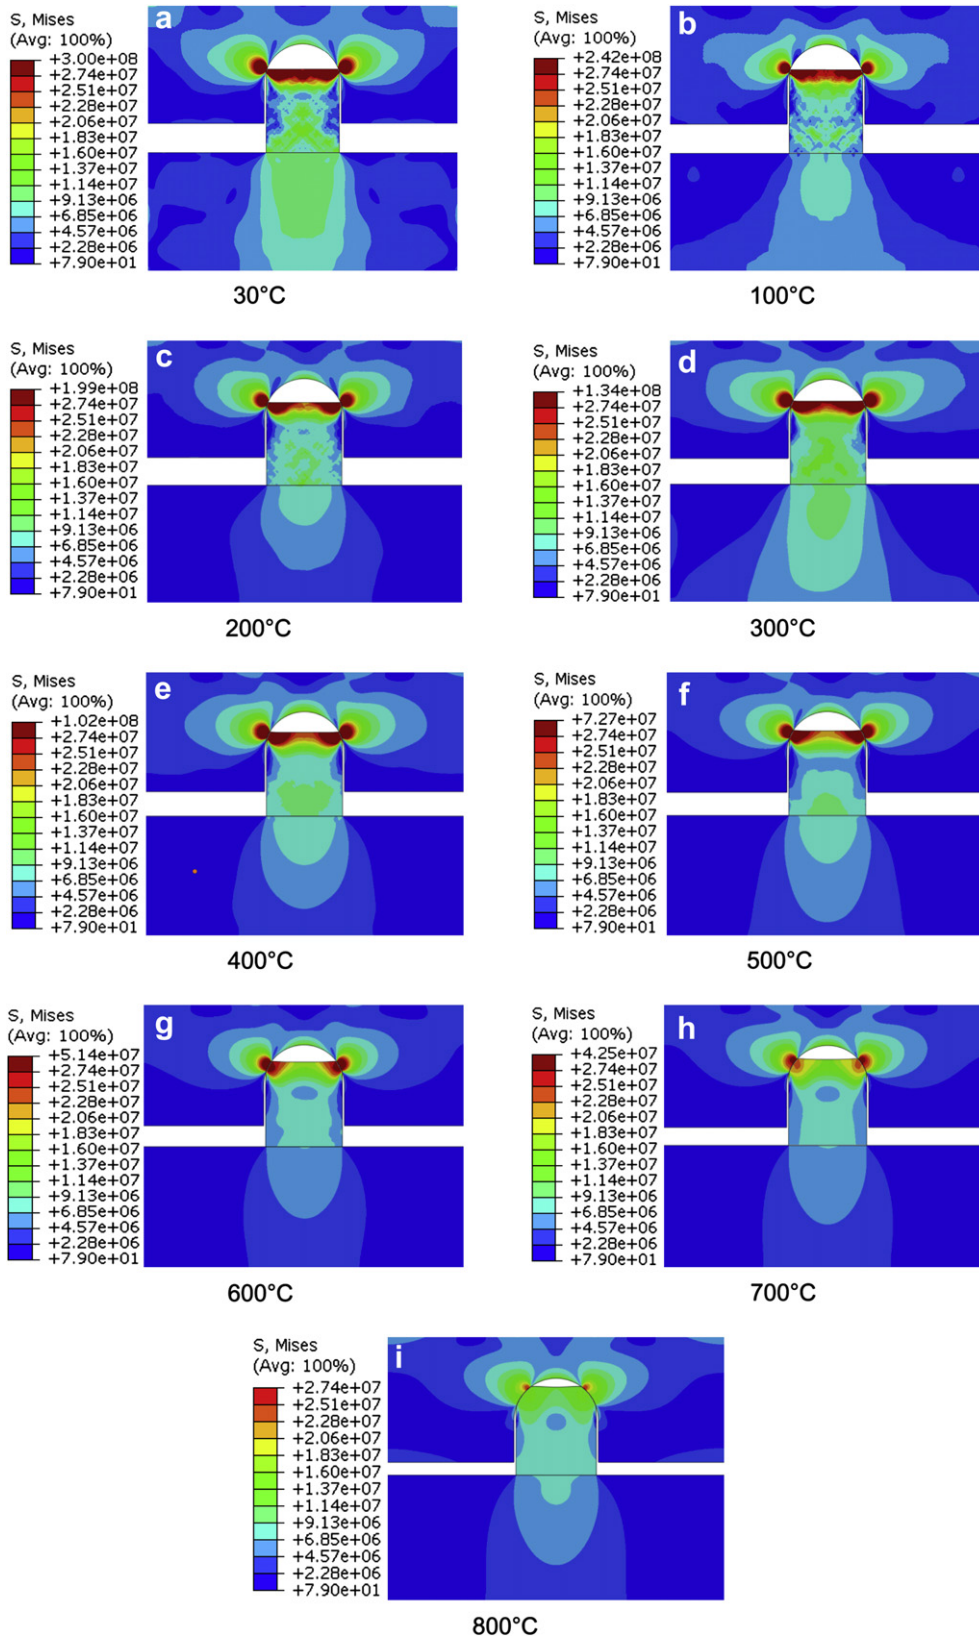 S, Mises
(Avg: 100%)
+3.00e+08
+2.74e+07
+2.51e+07
+2.28e+07
+2.06e+07
+1.83e+07
+1.60e+07
+1.37e+07
+1.14e+07
+9.13e+06
+6.85e+06
+4.57e+06
+2.28e+06
+7.90e+01
a
30°C
S, Mises
(Avg: 100%)
+2.42e+08
+2.74e+07
+2.51e+07
+2.28e+07
+2.06e+07
+1.83e+07
+1.60e+07
+1.37e+07
+1.14e+07
+9.13e+06
+6.85e+06
+4.57e+06
+2.28e+06
+7.90e+01
b
100°C
S, Mises
(Avg: 100%)
+1.99e+08
+2.74e+07
+2.51e+07
+2.28e+07
+2.06e+07
+1.83e+07
+1.60e+07
+1.37e+07
+1.14e+07
+9.13e+06
+6.85e+06
+4.57e+06
+2.28e+06
+7.90e+01
c
200°C
S, Mises
(Avg: 100%)
+1.34e+08
+2.74e+07
+2.51e+07
+2.28e+07
+2.06e+07
+1.83e+07
+1.60e+07
+1.37e+07
+1.14e+07
+9.13e+06
+6.85e+06
+4.57e+06
+2.28e+06
+7.90e+01
d
300°C
S, Mises
(Avg: 100%)
+1.02e+08
+2.74e+07
+2.51e+07
+2.28e+07
+2.06e+07
+1.83e+07
+1.60e+07
+1.37e+07
+1.14e+07
+9.13e+06
+6.85e+06
+4.57e+06
+2.28e+06
+7.90e+01
e
400°C
S, Mises
(Avg: 100%)
+7.27e+07
+2.74e+07
+2.51e+07
+2.28e+07
+2.06e+07
+1.83e+07
+1.60e+07
+1.37e+07
+1.14e+07
+9.13e+06
+6.85e+06
+4.57e+06
+2.28e+06
+7.90e+01
f
500°C
S, Mises
(Avg: 100%)
+5.14e+07
+2.74e+07
+2.51e+07
+2.28e+07
+2.06e+07
+1.83e+07
+1.60e+07
+1.37e+07
+1.14e+07
+9.13e+06
+6.85e+06
+4.57e+06
+2.28e+06
+7.90e+01
g
600°C
S, Mises
(Avg: 100%)
+4.25e+07
+2.74e+07
+2.51e+07
+2.28e+07
+2.06e+07
+1.83e+07
+1.60e+07
+1.37e+07
+1.14e+07
+9.13e+06
+6.85e+06
+4.57e+06
+2.28e+06
+7.90e+01
h
700°C
S, Mises
(Avg: 100%)
+2.74e+07
+2.51e+07
+2.28e+07
+2.06e+07
+1.83e+07
+1.60e+07
+1.37e+07
+1.14e+07
+9.13e+06
+6.85e+06
+4.57e+06
+2.28e+06
+7.90e+01
i
800°C